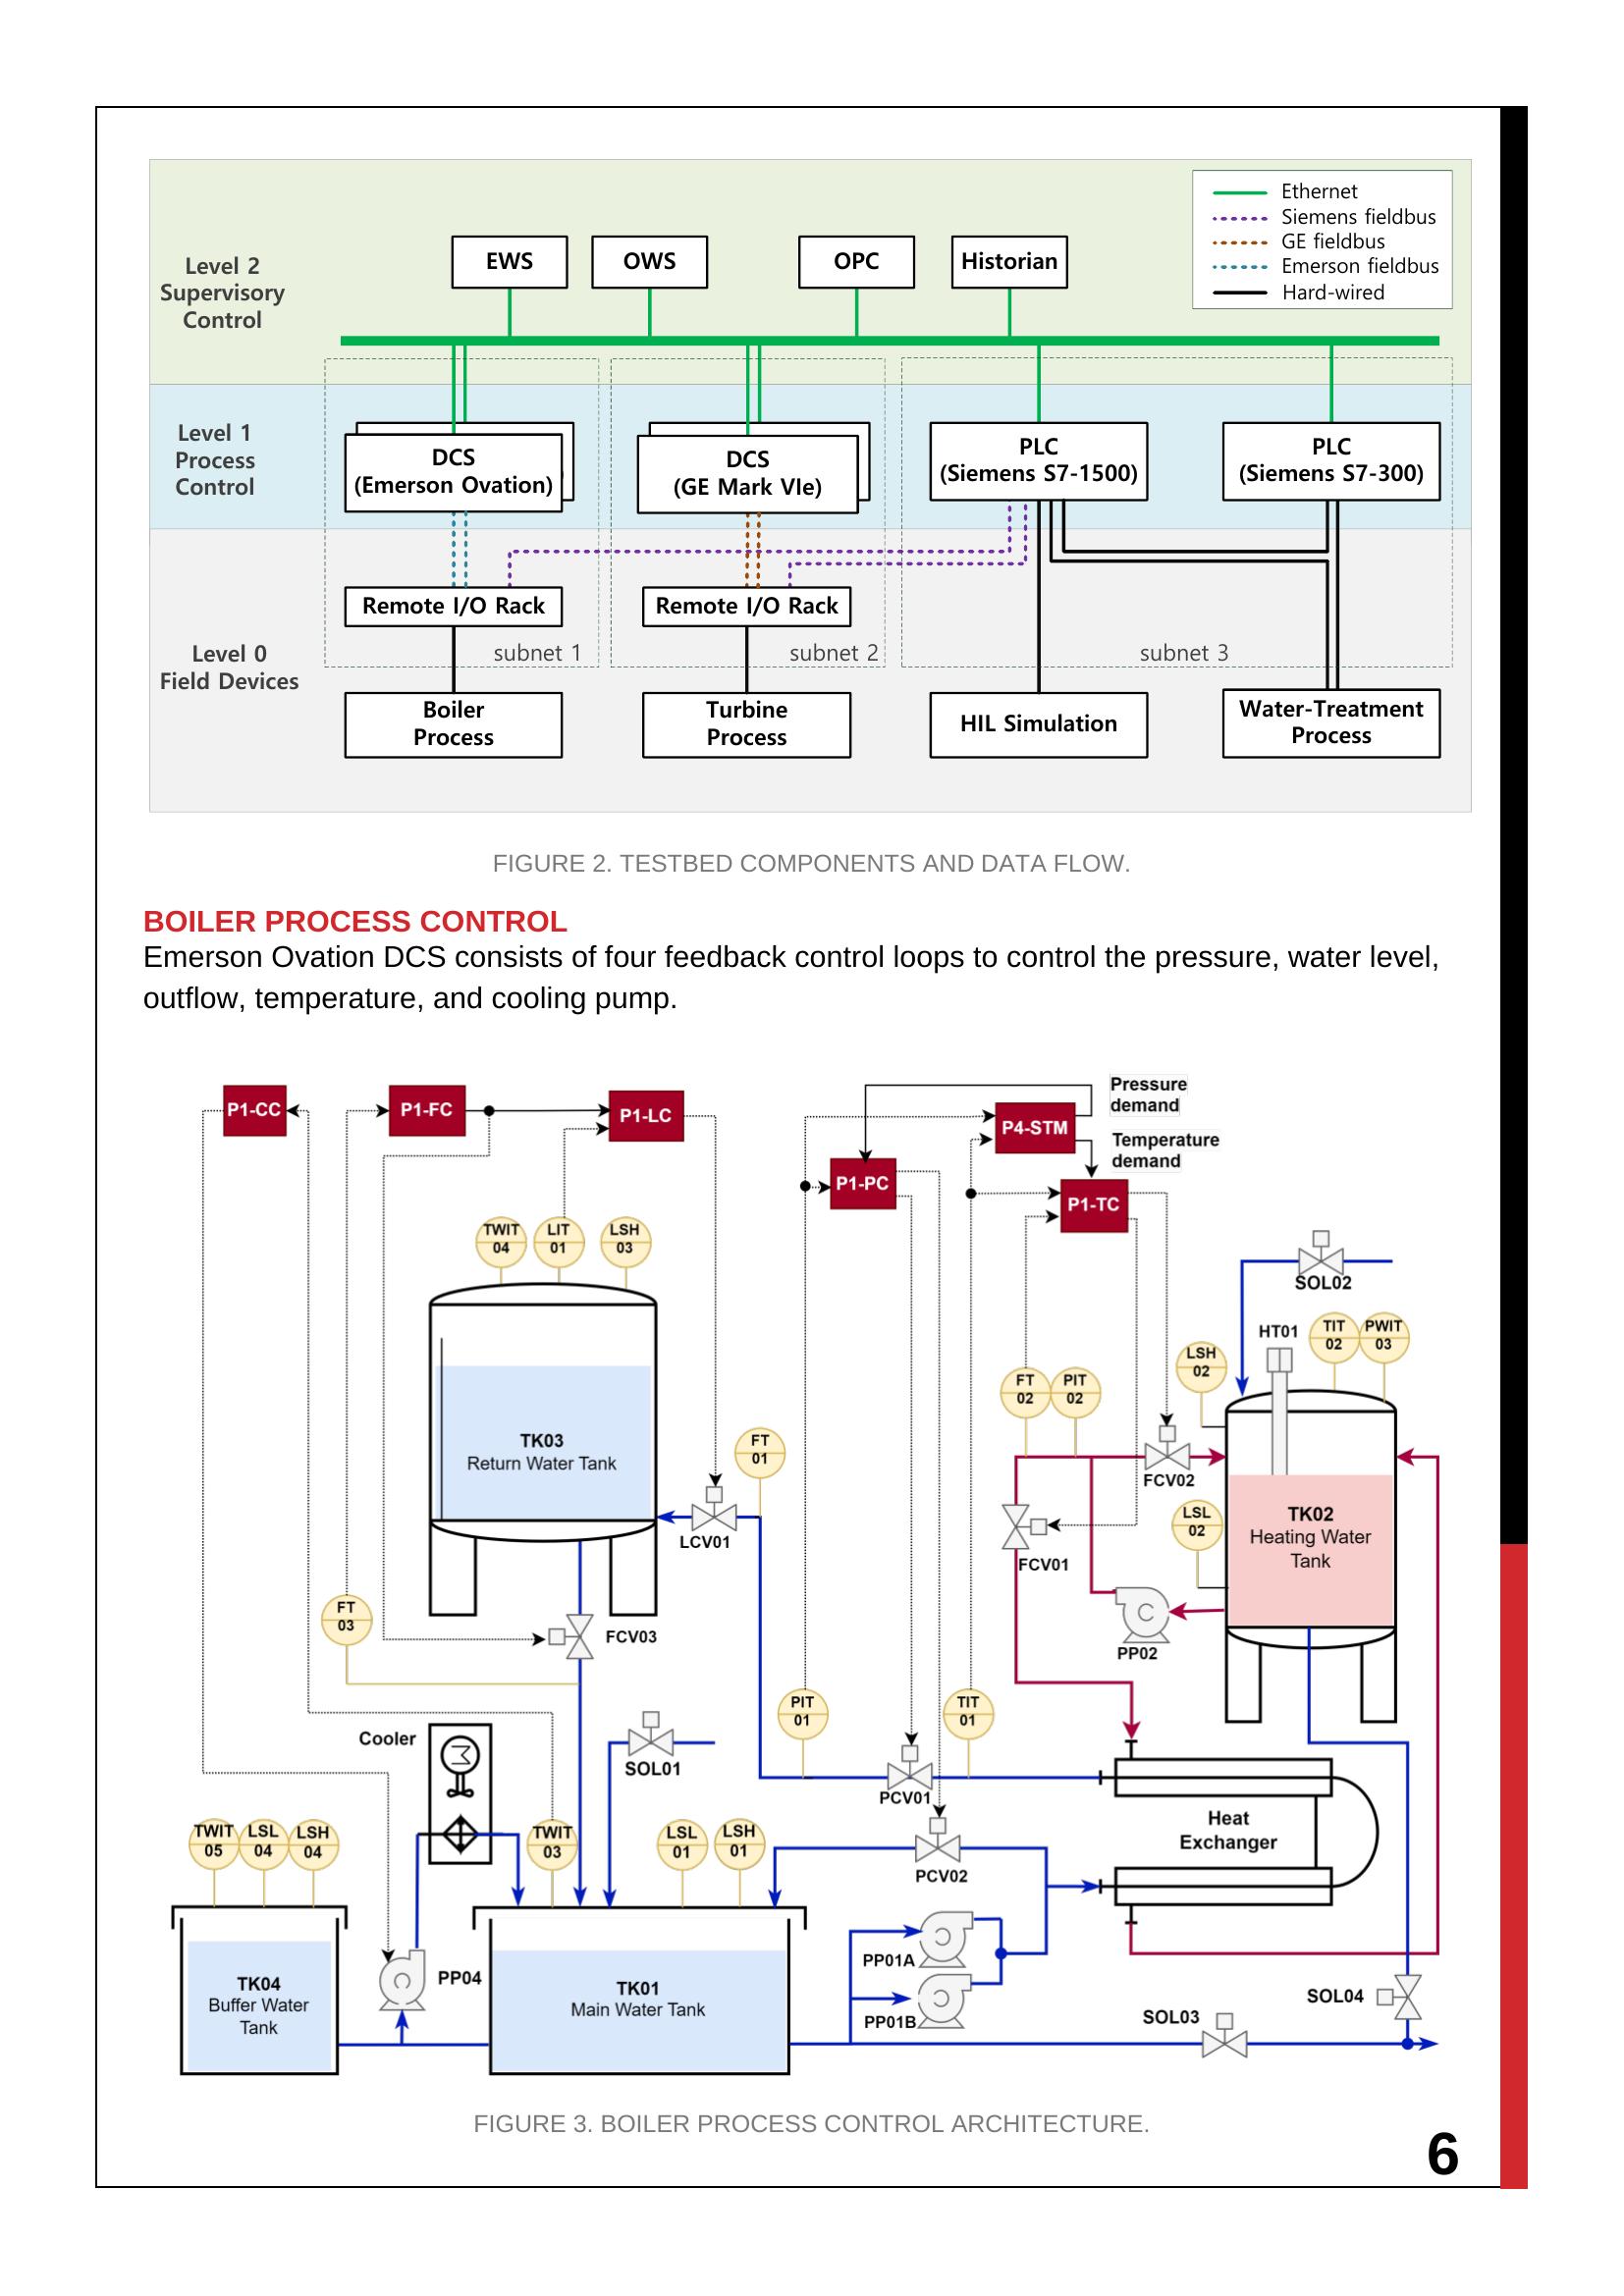 Ethernet
Siemens fieldbus
GE fieldbus
Emerson fieldbus
Hard-wired
Level 2
Supervisory
Control
EWS
OWS
OPC
Historian
Level 1
Process
Control
DCS
(Emerson Ovation)
DCS
(GE Mark VIe)
PLC
(Siemens S7-1500)
PLC
(Siemens S7-300)
Remote I/O Rack
Remote I/O Rack
subnet 1
subnet 2
subnet 3
Level 0
Field Devices
Boiler
Process
Turbine
Process
HIL Simulation
Water-Treatment
Process
FIGURE 2. TESTBED COMPONENTS AND DATA FLOW.
BOILER PROCESS CONTROL
Emerson Ovation DCS consists of four feedback control loops to control the pressure, water level,
outflow, temperature, and cooling pump.
P1-CC
P1-FC
P1-LC
Pressure
demand
P4-STM
Temperature
demand
P1-PC
P1-TC
TWIT
04
LIT
01
LSH
03
SOL02
HT01
TIT
02
PWIT
03
LSH
02
FT
02
PIT
02
TK03
Return Water Tank
FT
01
FCV02
LCV01
LSL
02
TK02
Heating Water
Tank
FCV01
FT
03
FCV03
PP02
PIT
01
TIT
01
Cooler
SOL01
PCV01
Heat
Exchanger
TWIT
05
LSL
04
LSH
04
TWIT
03
LSL
01
LSH
01
PCV02
PP01A
PP04
TK04
Buffer Water
Tank
TK01
Main Water Tank
PP01B
SOL04
SOL03
FIGURE 3. BOILER PROCESS CONTROL ARCHITECTURE.
6